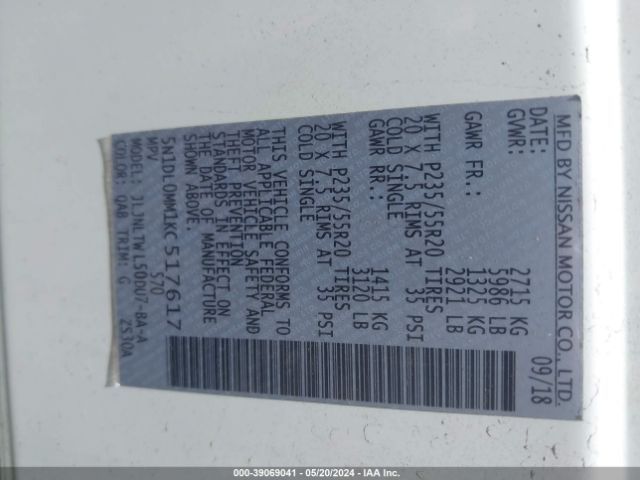 MFD BY NISSAN MOTOR CO., LTD.
DATE: 09/18
GVWR: 2715 KG
5986 LB
GAWR FR.: 1325 KG
2921 LB
WITH P235/55R20 TIRES
20 X 7.5 RIMS AT 35 PSI
COLD SINGLE
GAWR RR.: 1415 KG
3120 LB
WITH P235/55R20 TIRES
20 X 7.5 RIMS AT 35 PSI
COLD SINGLE
THIS VEHICLE CONFORMS TO
ALL APPLICABLE FEDERAL
MOTOR VEHICLE SAFETY AND
THEFT PREVENTION
STANDARDS IN EFFECT ON
THE DATE OF MANUFACTURE
SHOWN ABOVE.
5N1DL0MM1KC517617
MPV S70
MODEL: JLJNLTWL50DU7-BA-A
COLOR: QAB TRIM: G ZS30A
000-39069041 - 05/20/2024 - IAA, Inc.